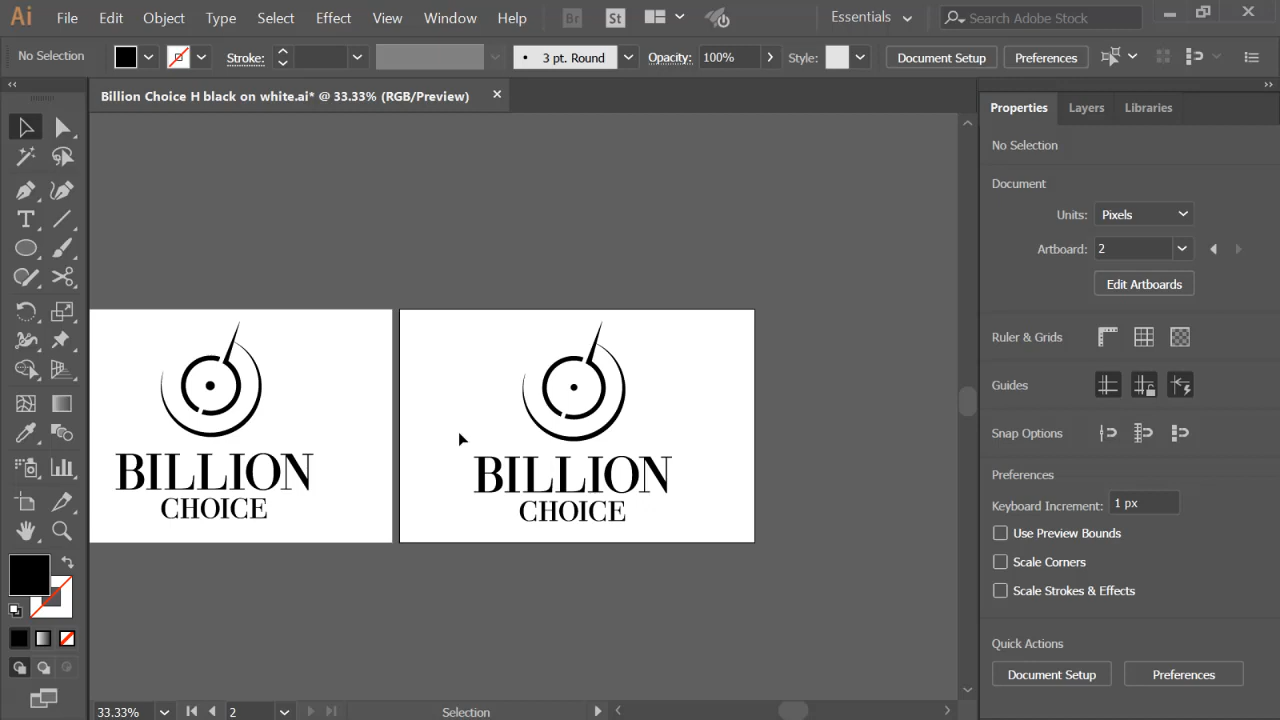 Ai File Edit Object Type Select Effect View Window Help Br St Essentials Search Adobe Stock
No Selection Stroke: 3 pt. Round Opacity: 100% Style: Document Setup Preferences
Billion Choice H black on white.ai* @ 33.33% (RGB/Preview)
Properties Layers Libraries
No Selection
Document
Units: Pixels
Artboard: 2
Edit Artboards
Ruler & Grids
Guides
Snap Options
Preferences
Keyboard Increment: 1 px
Use Preview Bounds
Scale Corners
Scale Strokes & Effects
Quick Actions
Document Setup Preferences
BILLION
CHOICE
BILLION
CHOICE
33.33% 2 Selection